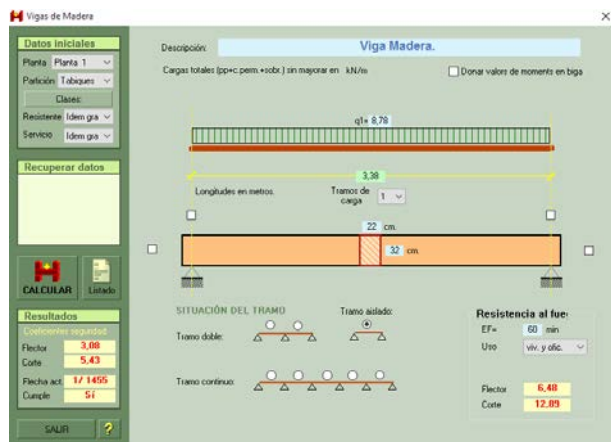 Vigas de Madera
Datos iniciales
Planta Planta 1
Partición Tabiques
Clases:
Resistente Idem gra
Servicio Idem gra
Recuperar datos
CALCULAR
Listado
Resultados
Coeficientes seguridad
Flector 3,08
Corte 5,43
Flecha act. 1/ 1455
Cumple Sí
SALIR ?
Descripción: Viga Madera.
Cargas totales (pp+c.perm.+sobr.) sin mayorar en kN/m
Donar valors de moments en biga
q1= 8,78
3,38
Longitudes en metros.
Tramos de carga 1
22 cm.
32 cm.
SITUACIÓN DEL TRAMO
Tramo aislado:
Tramo doble:
Tramo continuo:
Resistencia al fue
EF= 60 min
Uso viv. y ofic.
Flector 6,48
Corte 12,09